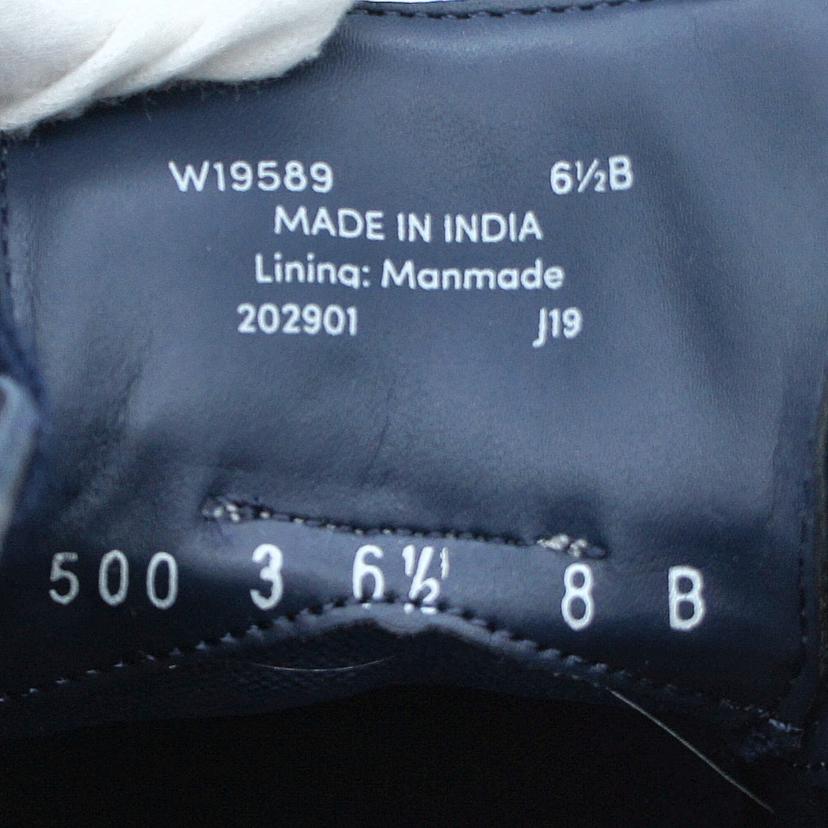 W19589 6½B
MADE IN INDIA
Lining: Manmade
202901 J19
500 3 6½ 8 B